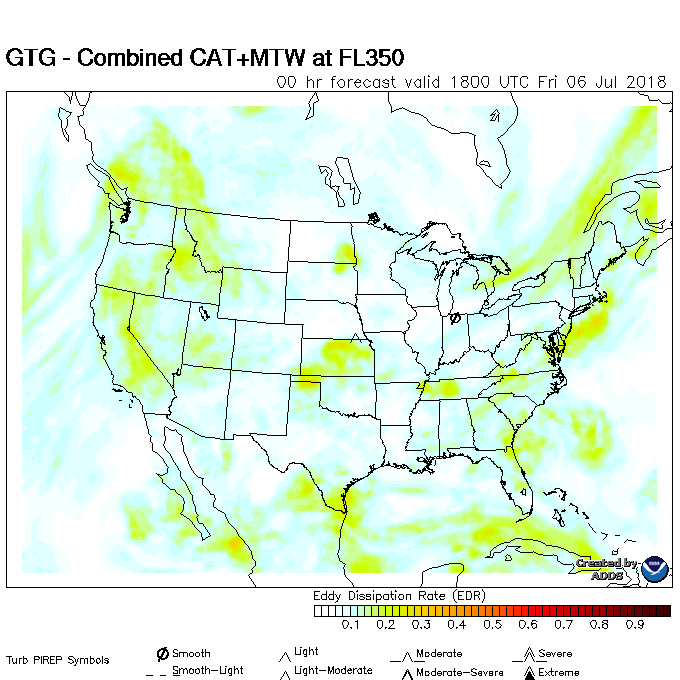 GTG - Combined CAT+MTW at FL350
00 hr forecast valid 1800 UTC Fri 06 Jul 2018
Created by
ADDS
Eddy Dissipation Rate (EDR)
0.1 0.2 0.3 0.4 0.5 0.6 0.7 0.8 0.9
Turb PIREP Symbols
Smooth Light Moderate Severe
Smooth-Light Light-Moderate Moderate-Severe Extreme